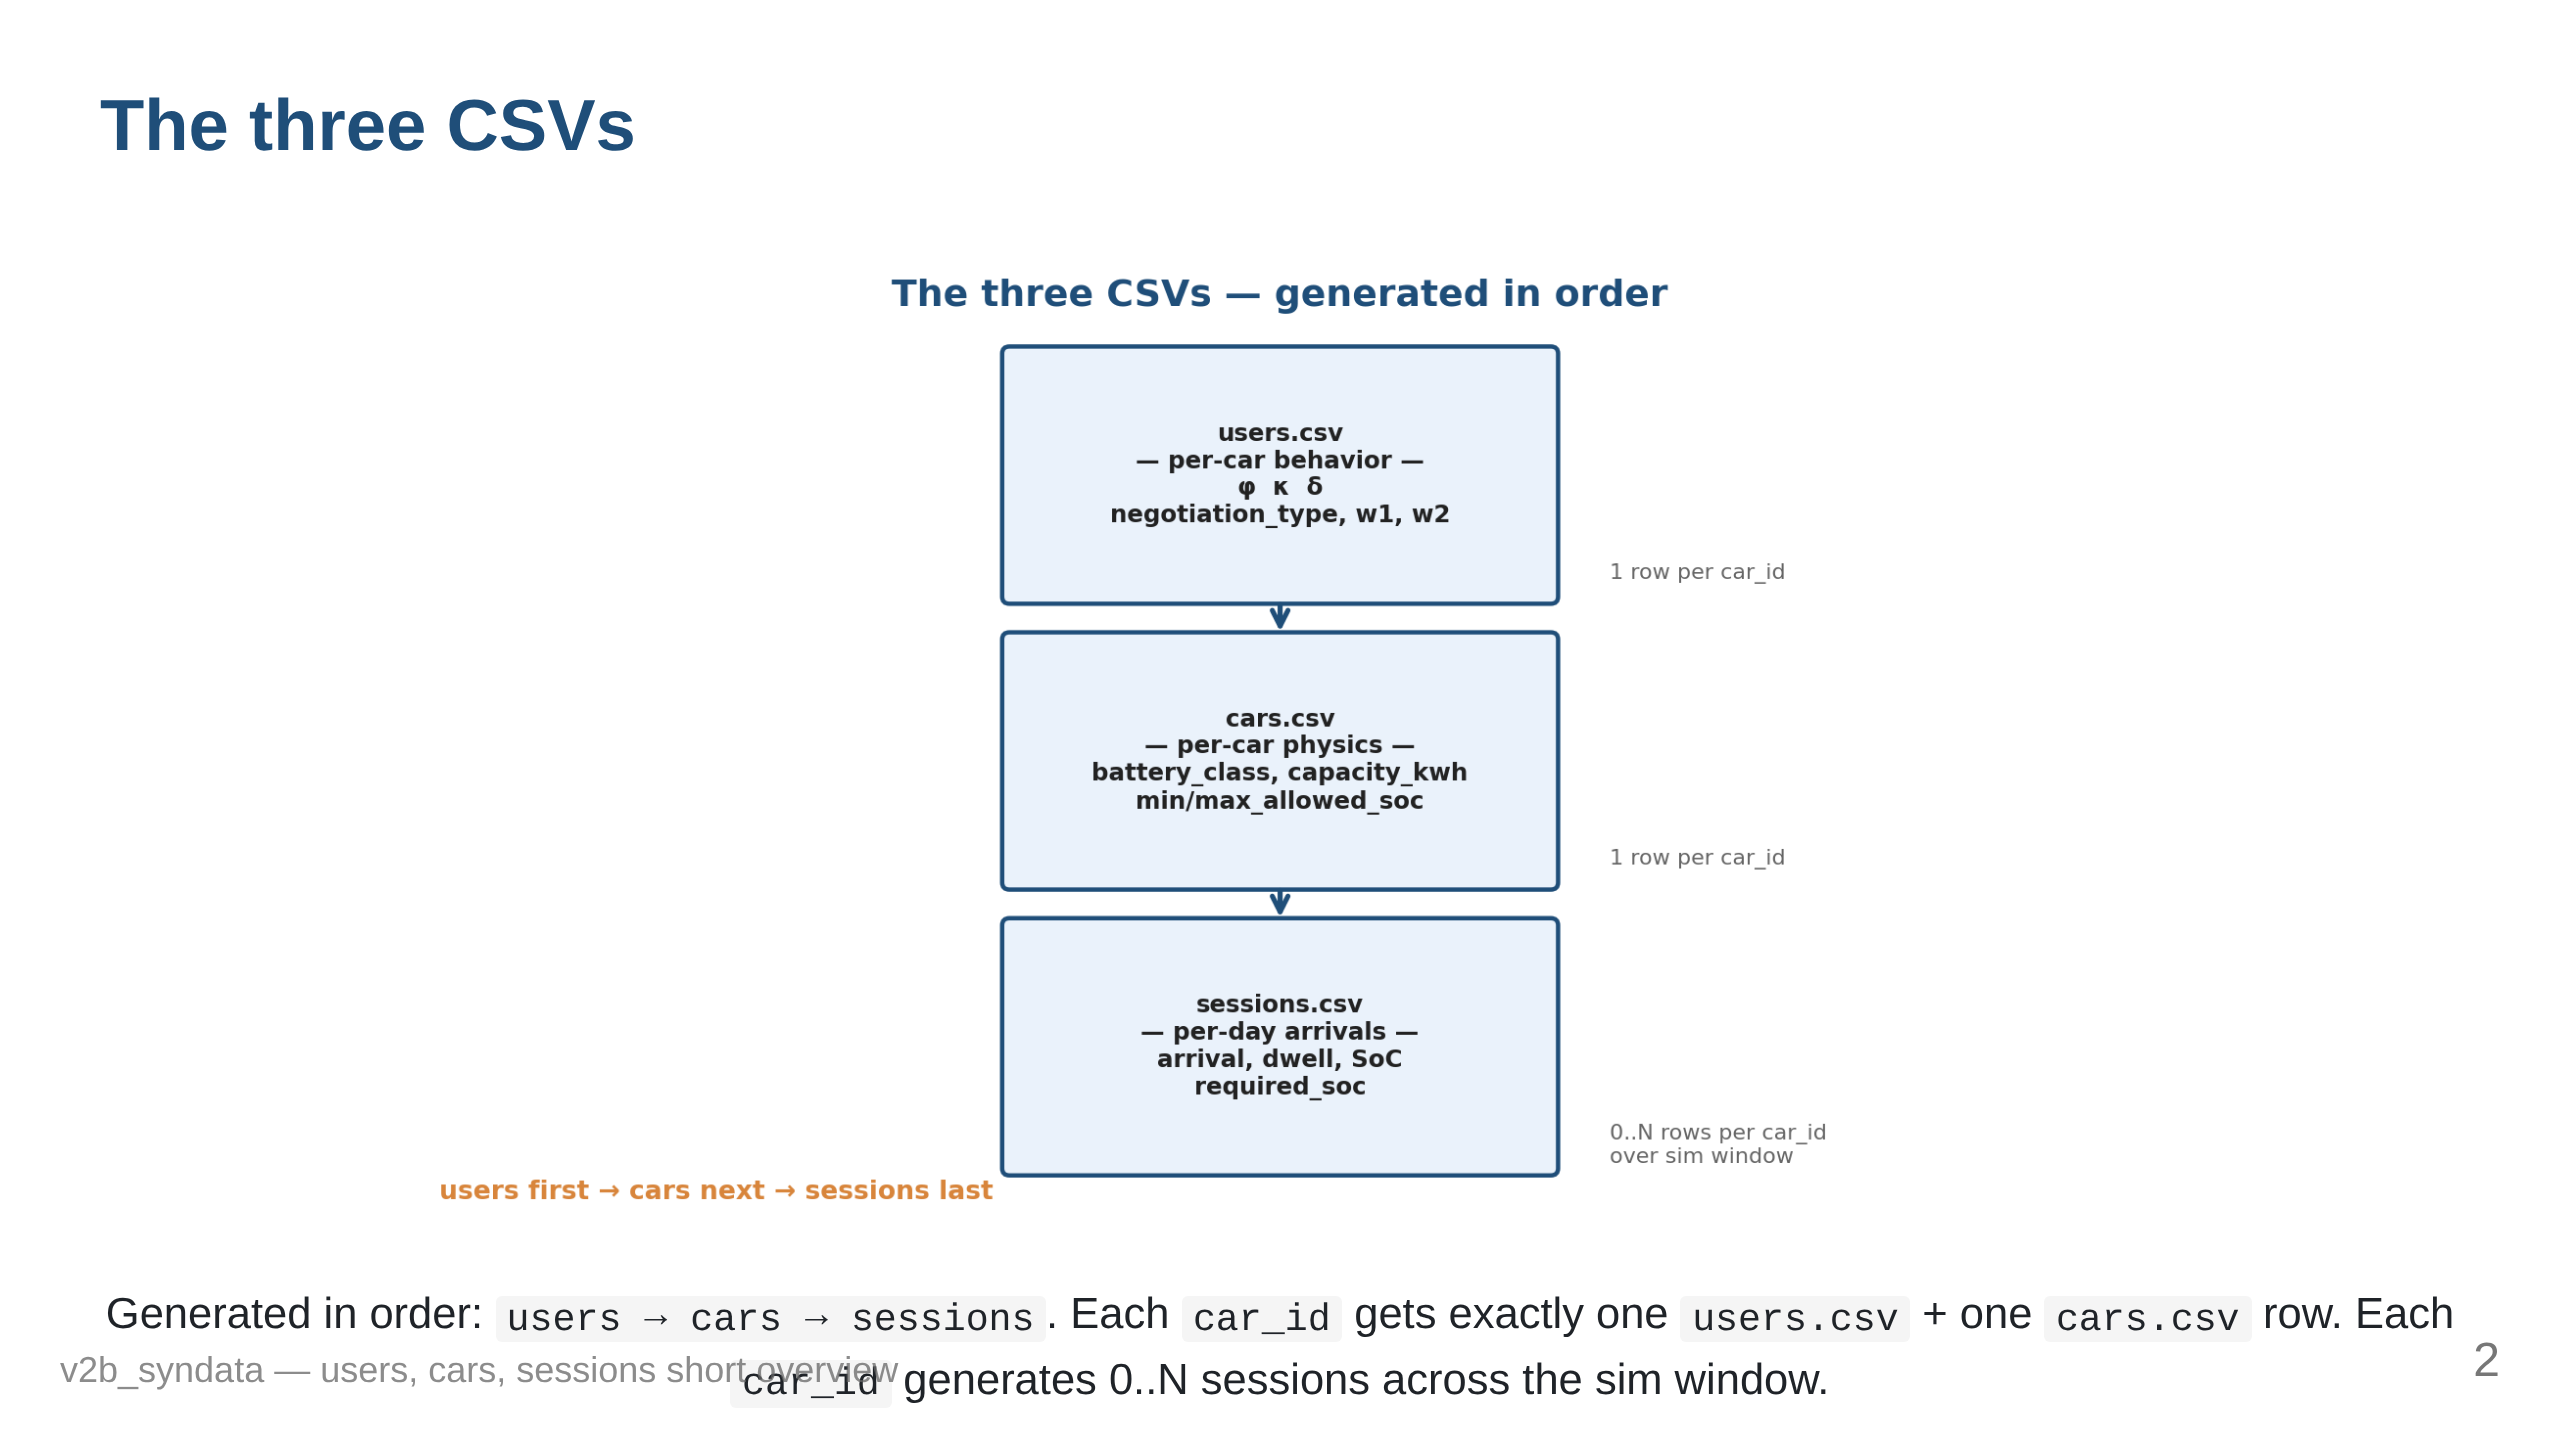 The three CSVs
The three CSVs — generated in order
users.csv
— per-car behavior —
φ κ δ
negotiation_type, w1, w2
1 row per car_id
cars.csv
— per-car physics —
battery_class, capacity_kwh
min/max_allowed_soc
1 row per car_id
sessions.csv
— per-day arrivals —
arrival, dwell, SoC
required_soc
0..N rows per car_id
over sim window
users first → cars next → sessions last
Generated in order: users → cars → sessions. Each car_id gets exactly one users.csv + one cars.csv row. Each
car_id generates 0..N sessions across the sim window.
v2b_syndata — users, cars, sessions short overview
2